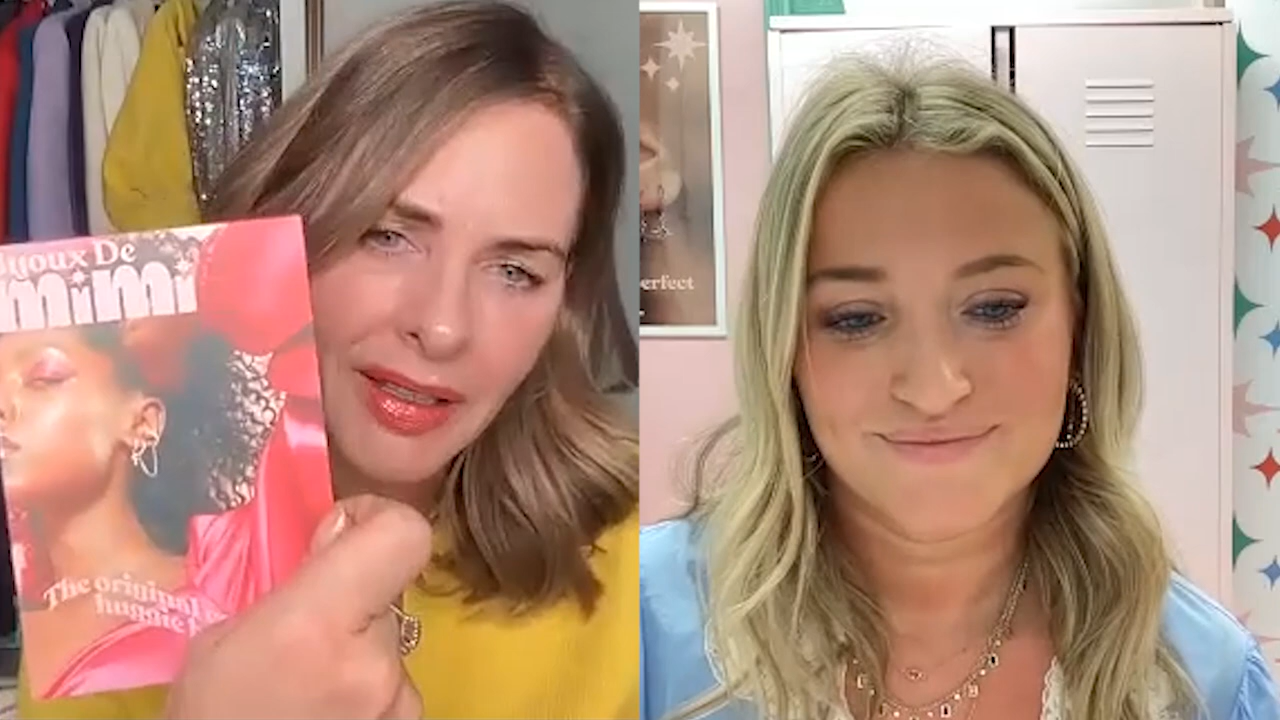 ijoux De
mimi
The original
huggie
erfect